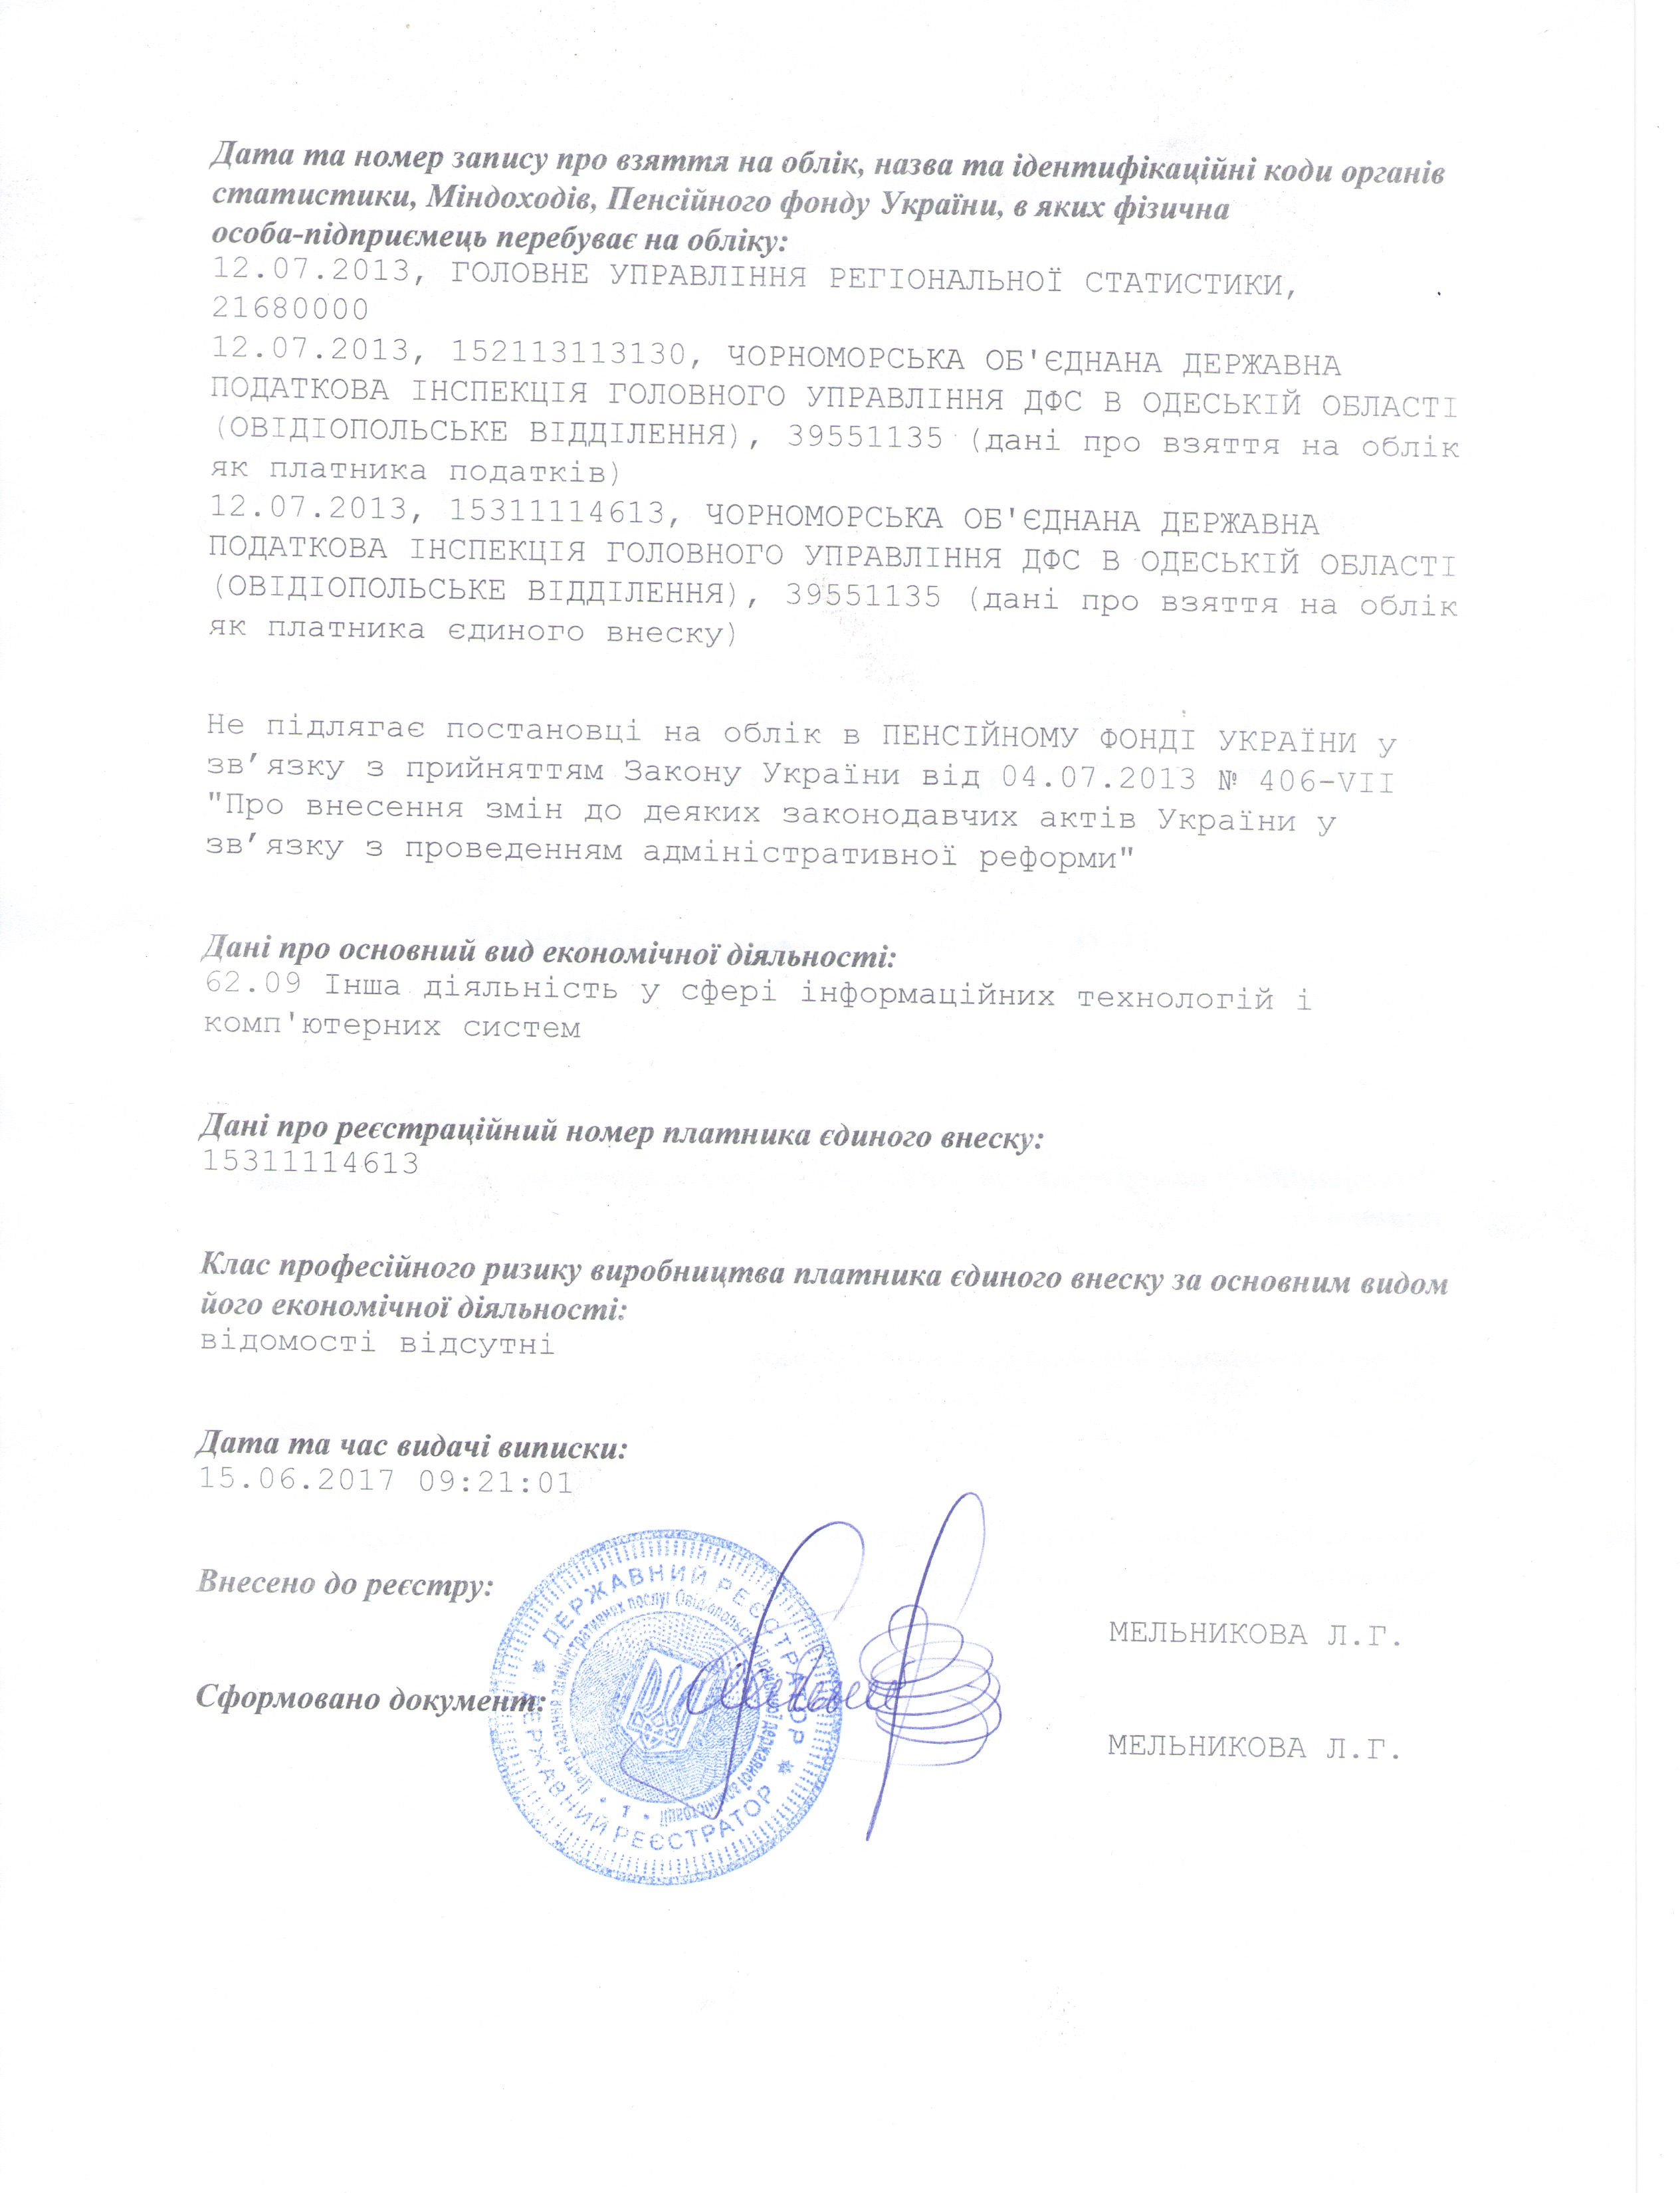 Дата та номер запису про взяття на облік, назва та ідентифікаційні коди органів
статистики, Міндоходів, Пенсійного фонду України, в яких фізична
особа-підприємець перебуває на обліку:
12.07.2013, ГОЛОВНЕ УПРАВЛІННЯ РЕГІОНАЛЬНОЇ СТАТИСТИКИ,
21680000
12.07.2013, 152113113130, ЧОРНОМОРСЬКА ОБ'ЄДНАНА ДЕРЖАВНА
ПОДАТКОВА ІНСПЕКЦІЯ ГОЛОВНОГО УПРАВЛІННЯ ДФС В ОДЕСЬКІЙ ОБЛАСТІ
(ОВІДІОПОЛЬСЬКЕ ВІДДІЛЕННЯ), 39551135 (дані про взяття на облік
як платника податків)
12.07.2013, 15311114613, ЧОРНОМОРСЬКА ОБ'ЄДНАНА ДЕРЖАВНА
ПОДАТКОВА ІНСПЕКЦІЯ ГОЛОВНОГО УПРАВЛІННЯ ДФС В ОДЕСЬКІЙ ОБЛАСТІ
(ОВІДІОПОЛЬСЬКЕ ВІДДІЛЕННЯ), 39551135 (дані про взяття на облік
як платника єдиного внеску)
Не підлягає постановці на облік в ПЕНСІЙНОМУ ФОНДІ УКРАЇНИ у
зв’язку з прийняттям Закону України від 04.07.2013 № 406-VII
"Про внесення змін до деяких законодавчих актів України у
зв’язку з проведенням адміністративної реформи"
Дані про основний вид економічної діяльності:
62.09 Інша діяльність у сфері інформаційних технологій і
комп'ютерних систем
Дані про реєстраційний номер платника єдиного внеску:
15311114613
Клас професійного ризику виробництва платника єдиного внеску за основним видом
його економічної діяльності:
відомості відсутні
Дата та час видачі виписки:
15.06.2017 09:21:01
Внесено до реєстру:
МЕЛЬНИКОВА Л.Г.
Сформовано документ:
МЕЛЬНИКОВА Л.Г.
ДЕРЖАВНИЙ РЕЄСТРАТОР * ДЕРЖАВНИЙ РЕЄСТРАТОР *
Центр надання адміністративних послуг Овідіопольської районної державної адміністрації • 1 •